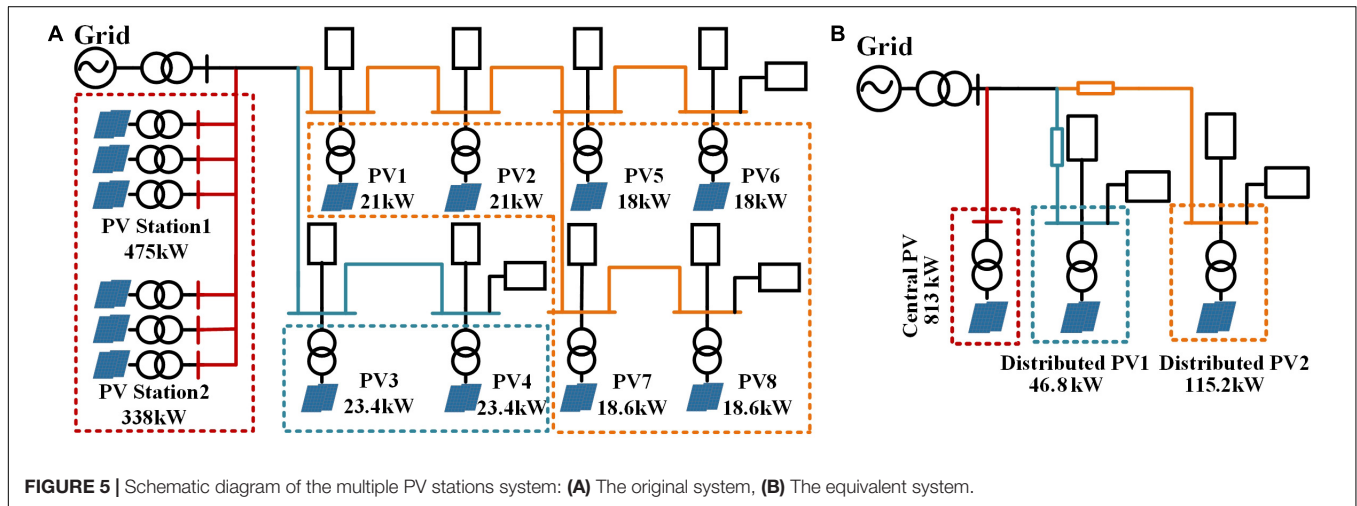 A
Grid
PV Station1
475kW
PV Station2
338kW
PV1
21kW
PV2
21kW
PV5
18kW
PV6
18kW
PV3
23.4kW
PV4
23.4kW
PV7
18.6kW
PV8
18.6kW
B
Grid
Central PV
813 kW
Distributed PV1
46.8 kW
Distributed PV2
115.2kW
FIGURE 5 | Schematic diagram of the multiple PV stations system: (A) The original system, (B) The equivalent system.